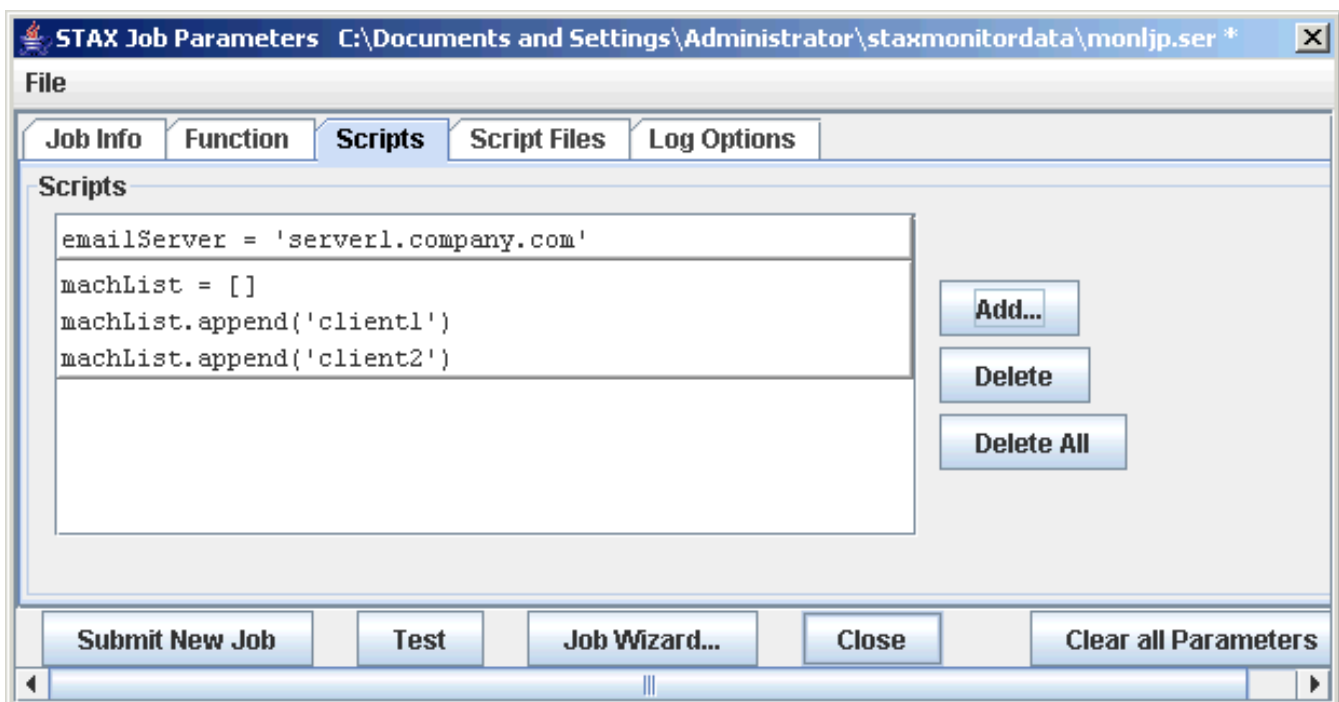 STAX Job Parameters C:\Documents and Settings\Administrator\staxmonitordata\monljp.ser *
File
Job Info Function Scripts Script Files Log Options
Scripts
emailServer = 'server1.company.com'
machList = []
machList.append('client1')
machList.append('client2')
Add...
Delete
Delete All
Submit New Job Test Job Wizard... Close Clear all Parameters